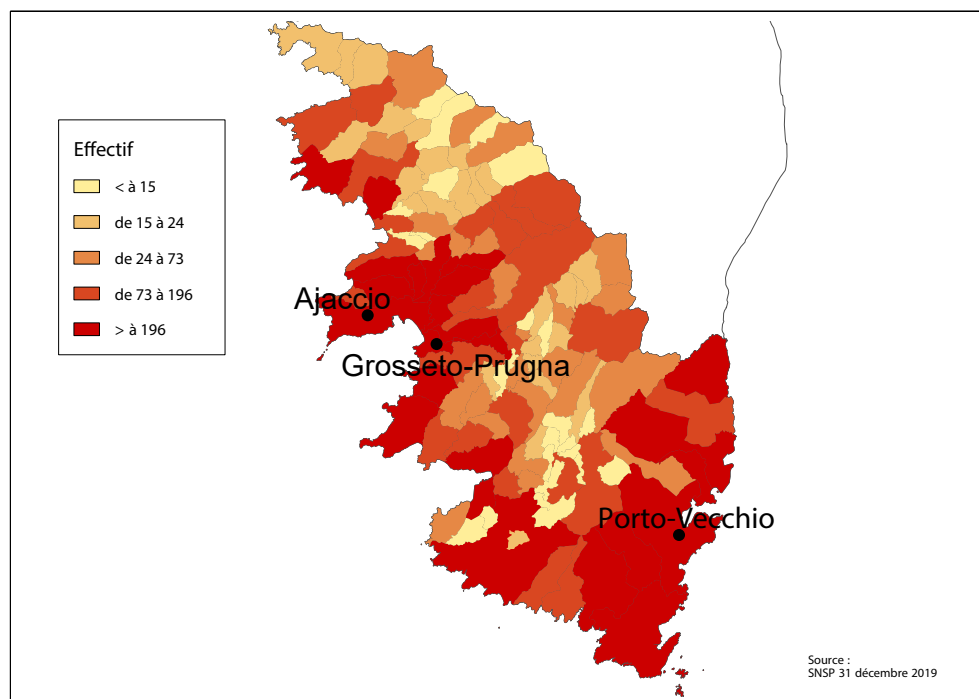 Effectif
< à 15
de 15 à 24
de 24 à 73
de 73 à 196
> à 196
Ajaccio
Grosseto-Prugna
Porto-Vecchio
Source :
SNSP 31 décembre 2019